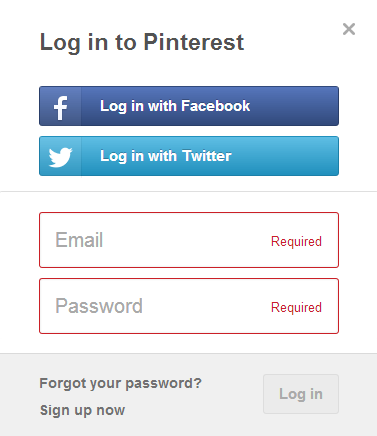 Log in to Pinterest
Log in with Facebook
Log in with Twitter
Email Required
Password Required
Forgot your password?
Log in
Sign up now